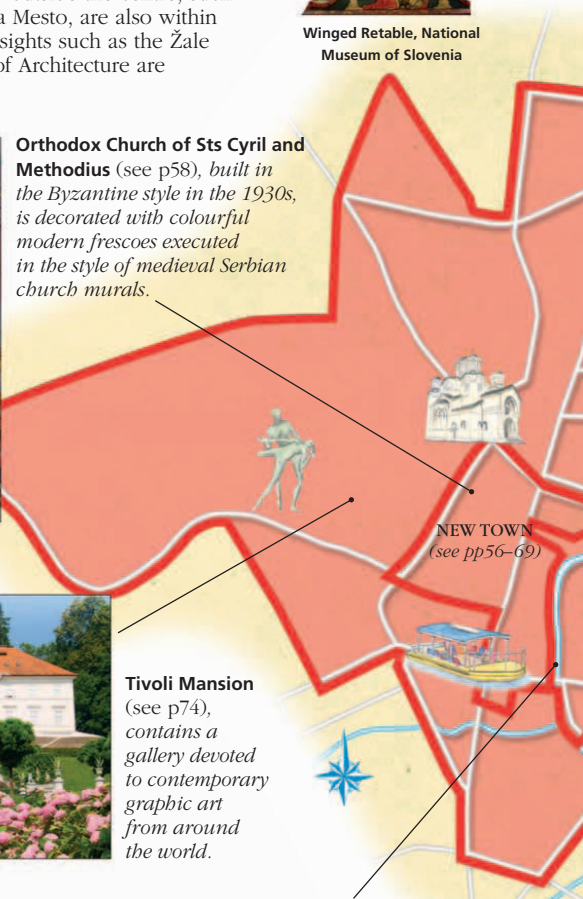 a Mesto, are also within
sights such as the Žale
of Architecture are
Winged Retable, National
Museum of Slovenia
Orthodox Church of Sts Cyril and
Methodius (see p58), built in
the Byzantine style in the 1930s,
is decorated with colourful
modern frescoes executed
in the style of medieval Serbian
church murals.
NEW TOWN
(see pp56–69)
Tivoli Mansion
(see p74),
contains a
gallery devoted
to contemporary
graphic art
from around
the world.